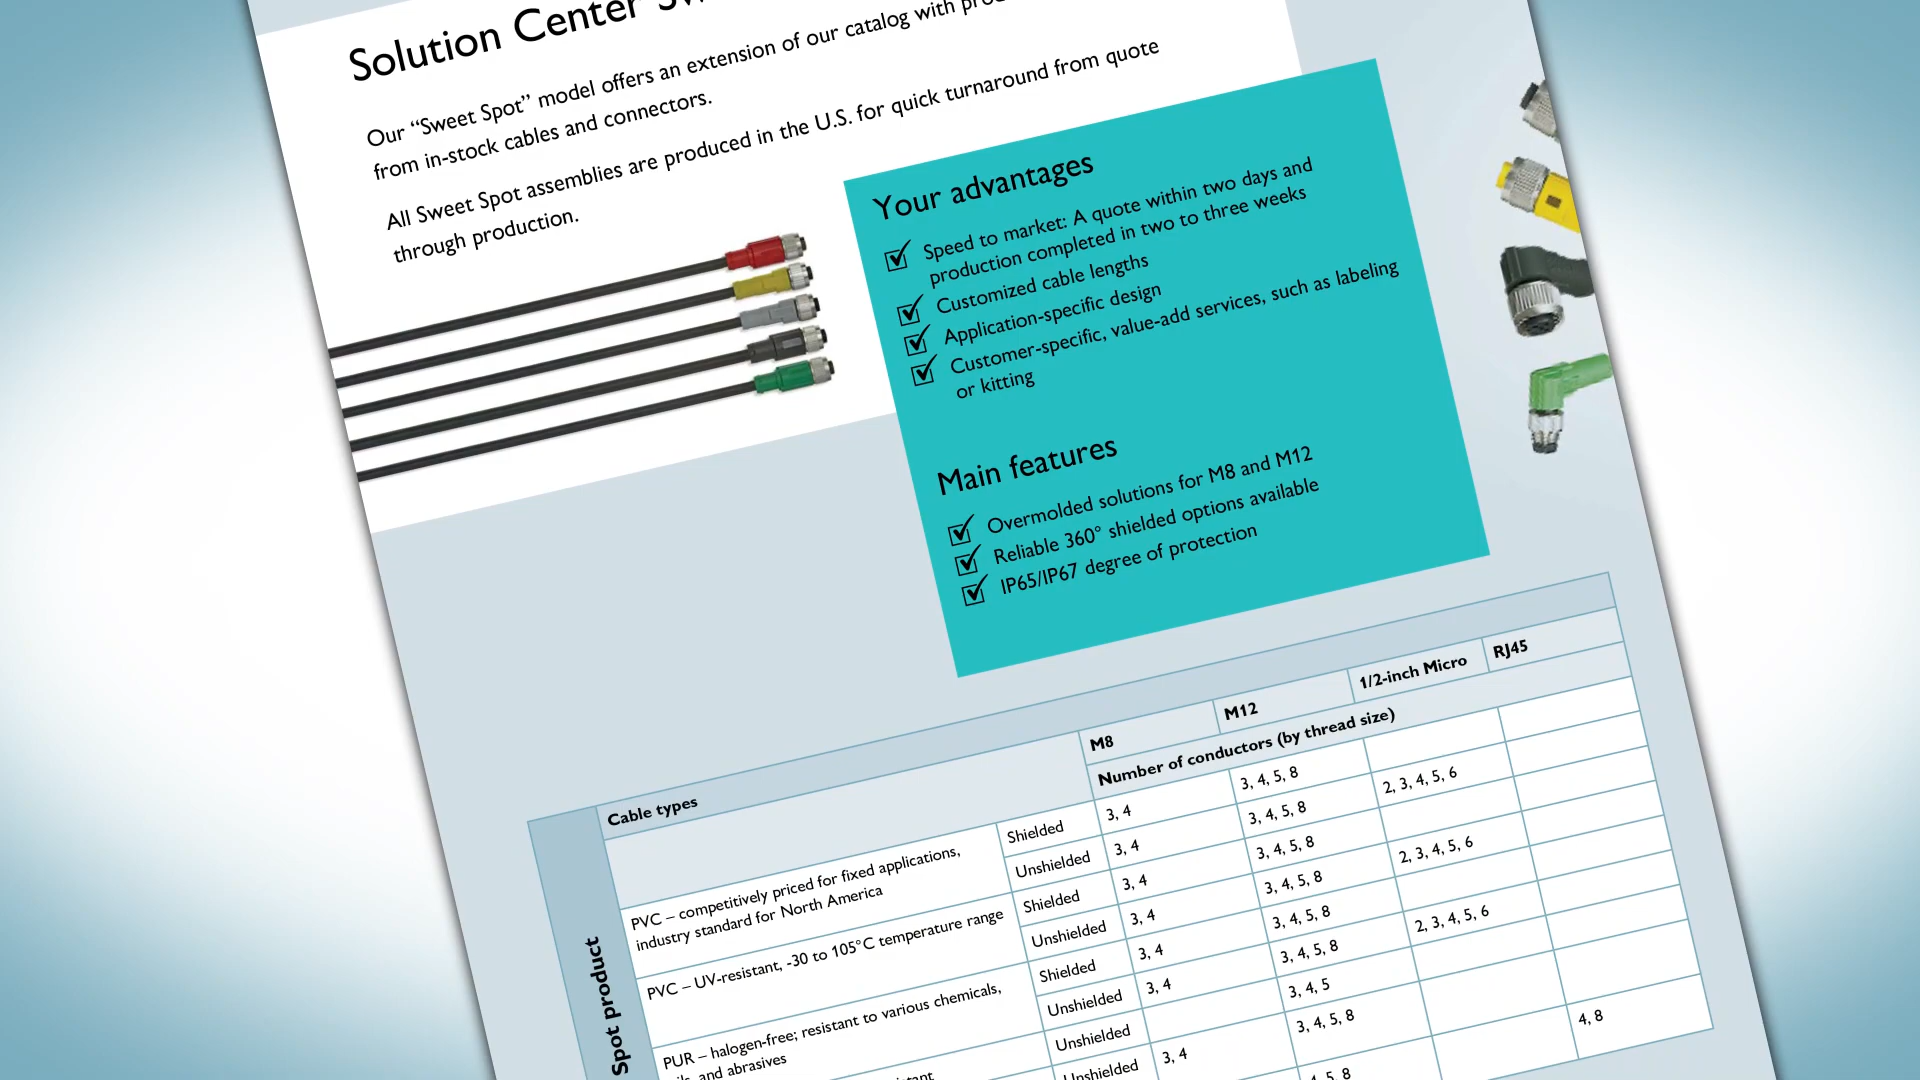 Solution Center
Our “Sweet Spot” model offers an extension of our catalog with
from in-stock cables and connectors.
All Sweet Spot assemblies are produced in the U.S. for quick turnaround from quote
through production.
Your advantages
Speed to market: A quote within two days and
production completed in two to three weeks
Customized cable lengths
Application-specific design
Customer-specific, value-add services, such as labeling
or kitting
Main features
Overmolded solutions for M8 and M12
Reliable 360° shielded options available
IP65/IP67 degree of protection
Spot product
Cable types
M8
M12
1/2-inch Micro
RJ45
Number of conductors (by thread size)
PVC – competitively priced for fixed applications,
industry standard for North America
Shielded
3, 4
3, 4, 5, 8
Unshielded
3, 4
3, 4, 5, 8
2, 3, 4, 5, 6
PVC – UV-resistant, -30 to 105°C temperature range
Shielded
3, 4
3, 4, 5, 8
Unshielded
3, 4
3, 4, 5, 8
2, 3, 4, 5, 6
PUR – halogen-free; resistant to various chemicals,
and abrasives
Shielded
3, 4
3, 4, 5, 8
Unshielded
3, 4
3, 4, 5, 8
2, 3, 4, 5, 6
Unshielded
3, 4, 5
Unshielded
3, 4
3, 4, 5, 8
4, 8
5, 8